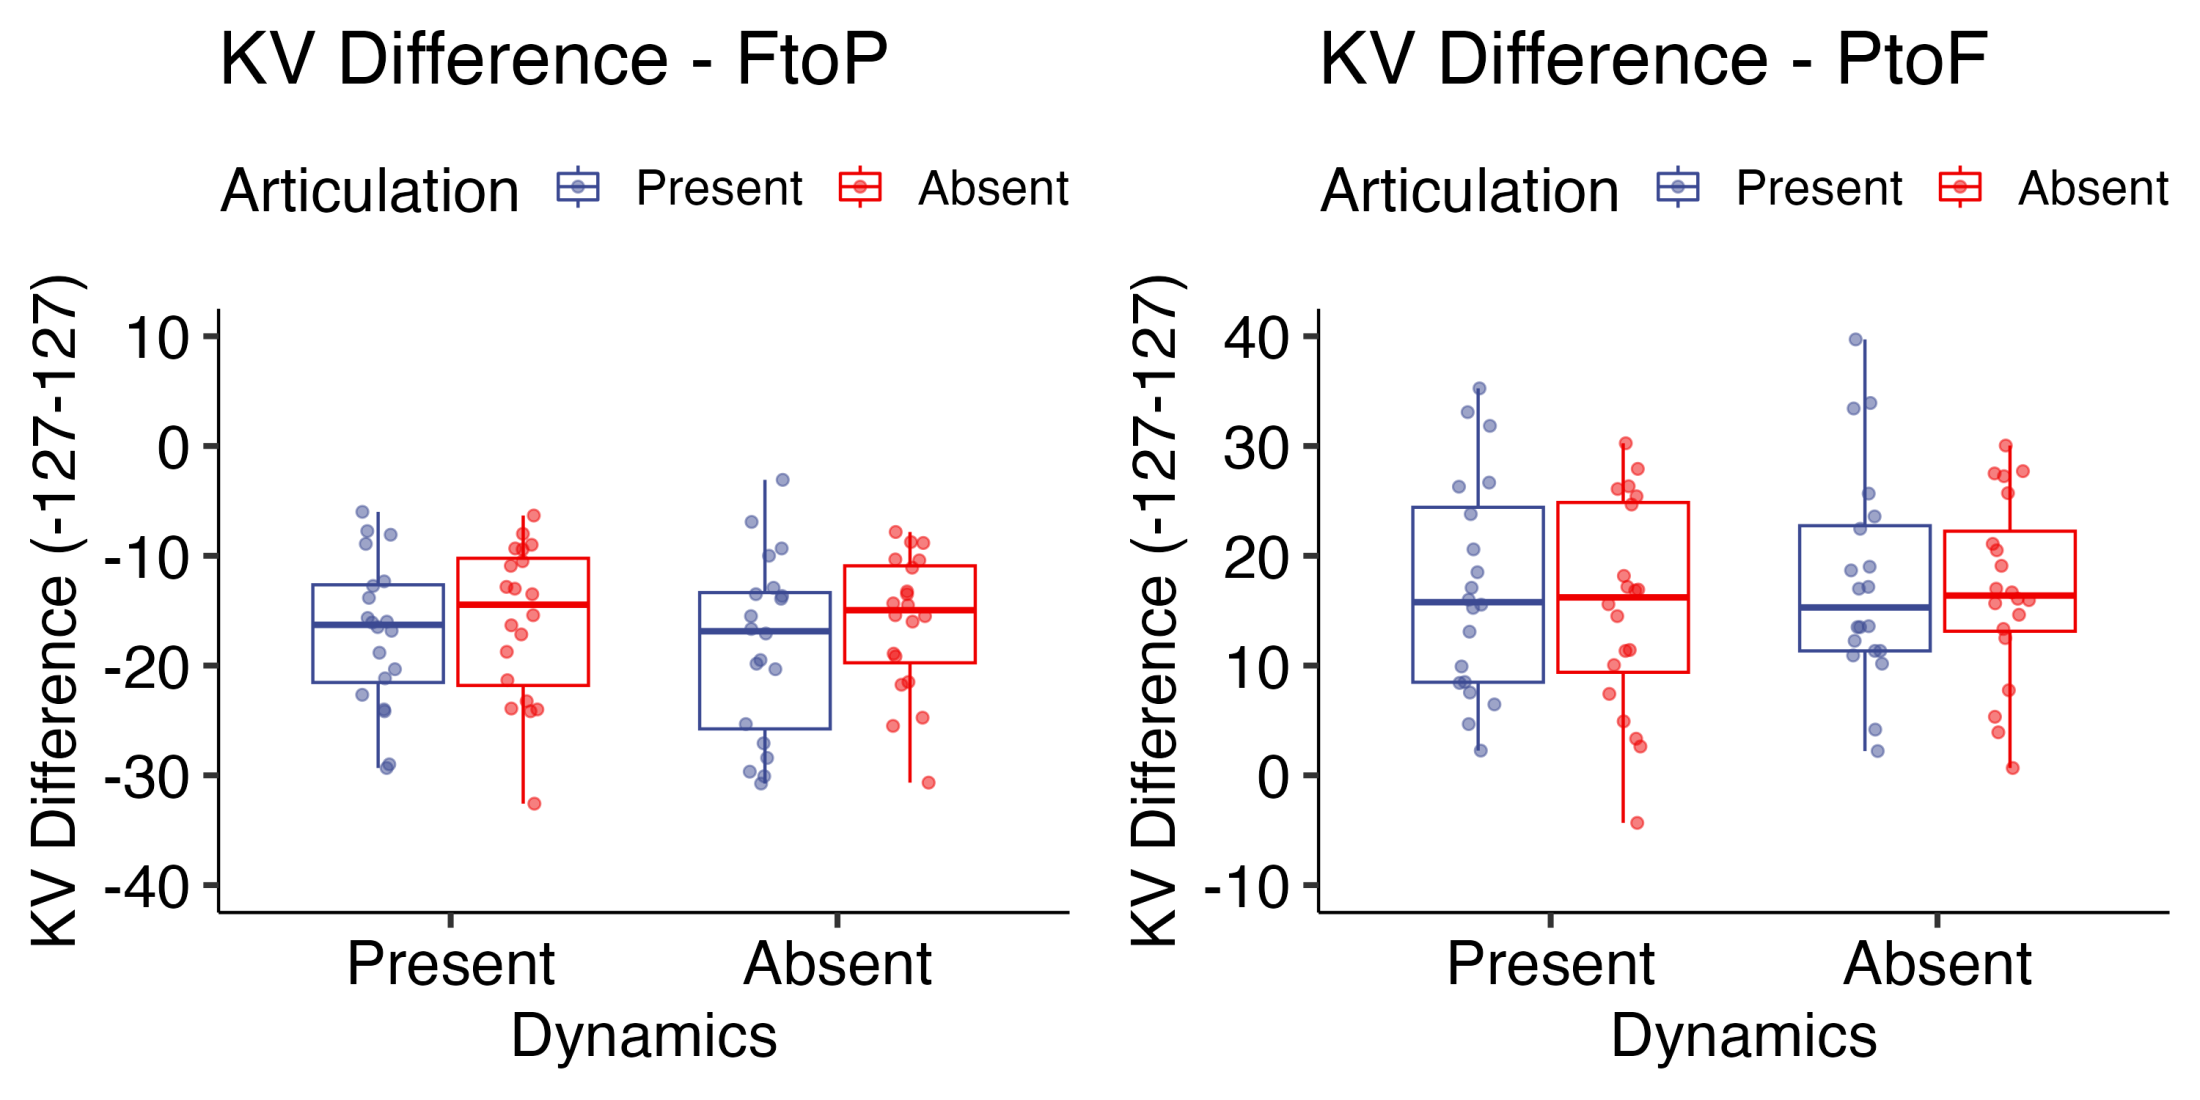 KV Difference - FtoP
Articulation Present Absent
KV Difference (-127-127)
10
0
-10
-20
-30
-40
Present Absent
Dynamics
KV Difference - PtoF
Articulation Present Absent
KV Difference (-127-127)
40
30
20
10
0
-10
Present Absent
Dynamics